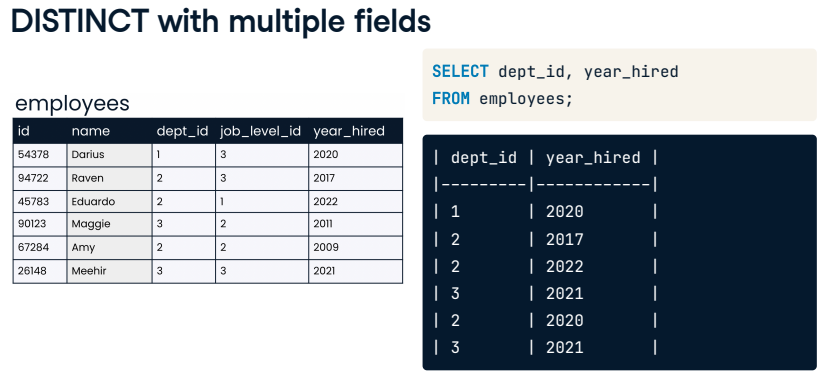 DISTINCT with multiple fields
employees
id name dept_id job_level_id year_hired
54378 Darius 1 3 2020
94722 Raven 2 3 2017
45783 Eduardo 2 1 2022
90123 Maggie 3 2 2011
67284 Amy 2 2 2009
26148 Meehir 3 3 2021
SELECT dept_id, year_hired
FROM employees;
| dept_id | year_hired |
|---------|------------|
| 1 | 2020 |
| 2 | 2017 |
| 2 | 2022 |
| 3 | 2021 |
| 2 | 2020 |
| 3 | 2021 |